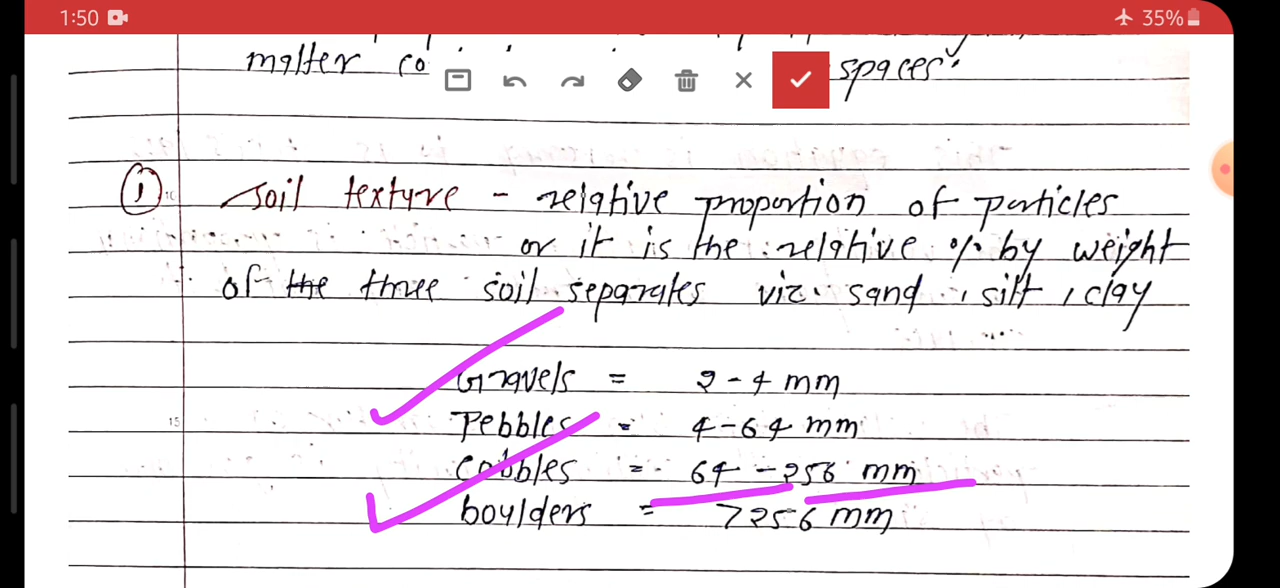 1:50 35%
matter co spaces.
① soil texture - relative proportion of particles
or it is the relative % by weight
of the three soil separates viz. sand, silt, clay
Gravels = 2-4 mm
Pebbles = 4-64 mm
cobbles = 64-256 mm
boulders = >256 mm